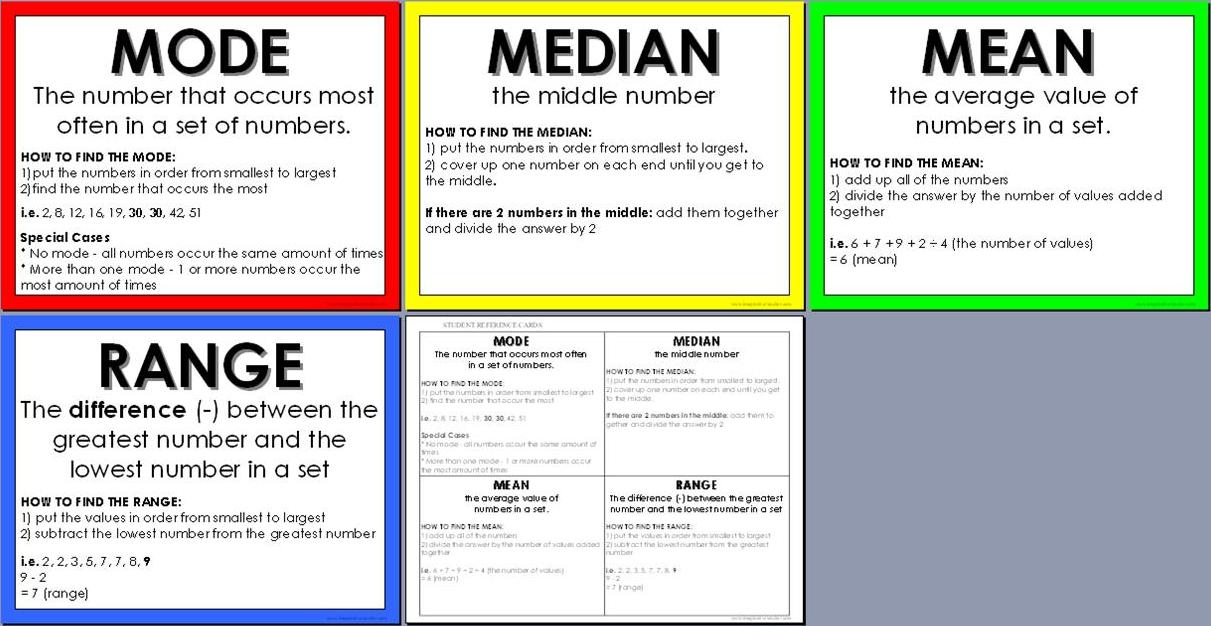 MODE
The number that occurs most
often in a set of numbers.
HOW TO FIND THE MODE:
1)put the numbers in order from smallest to largest
2)find the number that occurs the most
i.e. 2, 8, 12, 16, 19, 30, 30, 42, 51
Special Cases
* No mode - all numbers occur the same amount of times
* More than one mode - 1 or more numbers occur the
most amount of times
MEDIAN
the middle number
HOW TO FIND THE MEDIAN:
1) put the numbers in order from smallest to largest.
2) cover up one number on each end until you get to
the middle.
If there are 2 numbers in the middle: add them together
and divide the answer by 2
MEAN
the average value of
numbers in a set.
HOW TO FIND THE MEAN:
1) add up all of the numbers
2) divide the answer by the number of values added
together
i.e. 6 + 7 +9 + 2 ÷ 4 (the number of values)
= 6 (mean)
RANGE
The difference (-) between the
greatest number and the
lowest number in a set
HOW TO FIND THE RANGE:
1) put the values in order from smallest to largest
2) subtract the lowest number from the greatest number
i.e. 2, 2, 3, 5, 7, 7, 8, 9
9 - 2
= 7 (range)
STUDENT REFERENCE CARDS
MODE
The number that occurs most often
in a set of numbers.
HOW TO FIND THE MODE:
1) put the numbers in order from smallest to largest
2) find the number that occurs the most
i.e. 2, 8, 12, 16, 19, 30, 30, 42, 51
Special Cases
* No mode - all numbers occur the same amount of
times
* More than one mode - 1 or more numbers occur
the most amount of times
MEDIAN
the middle number
HOW TO FIND THE MEDIAN:
1) put the numbers in order from smallest to largest.
2) cover up one number on each end until you get
to the middle.
If there are 2 numbers in the middle: add them to
gether and divide the answer by 2
MEAN
the average value of
numbers in a set.
HOW TO FIND THE MEAN:
1) add up all of the numbers
2) divide the answer by the number of values added
together
i.e. 6 + 7 + 9 + 2 ÷ 4 (the number of values)
= 6 (mean)
RANGE
The difference (-) between the greatest
number and the lowest number in a set
HOW TO FIND THE RANGE:
1) put the values in order from smallest to largest
2) subtract the lowest number from the greatest
number
i.e. 2, 2, 3, 5, 7, 7, 8, 9
9 - 2
= 7 (range)